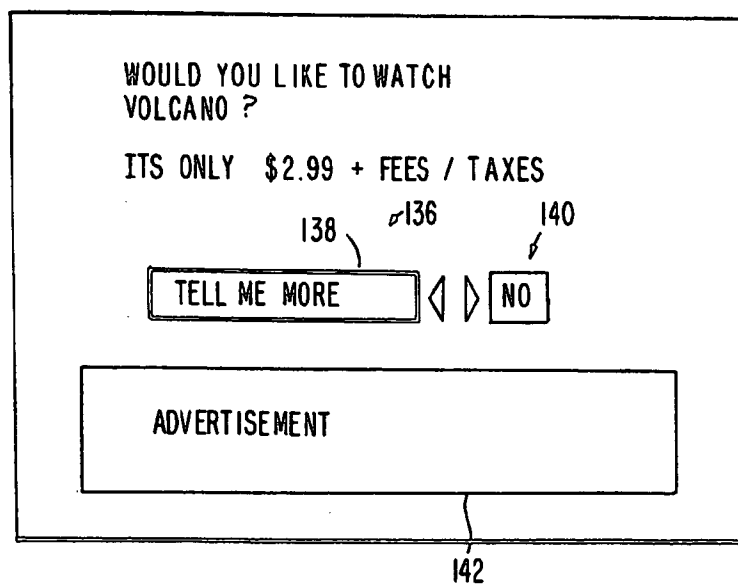 WOULD YOU LIKE TO WATCH
VOLCANO ?
ITS ONLY $2.99 + FEES / TAXES
138 136 140
TELL ME MORE NO
ADVERTISEMENT
142